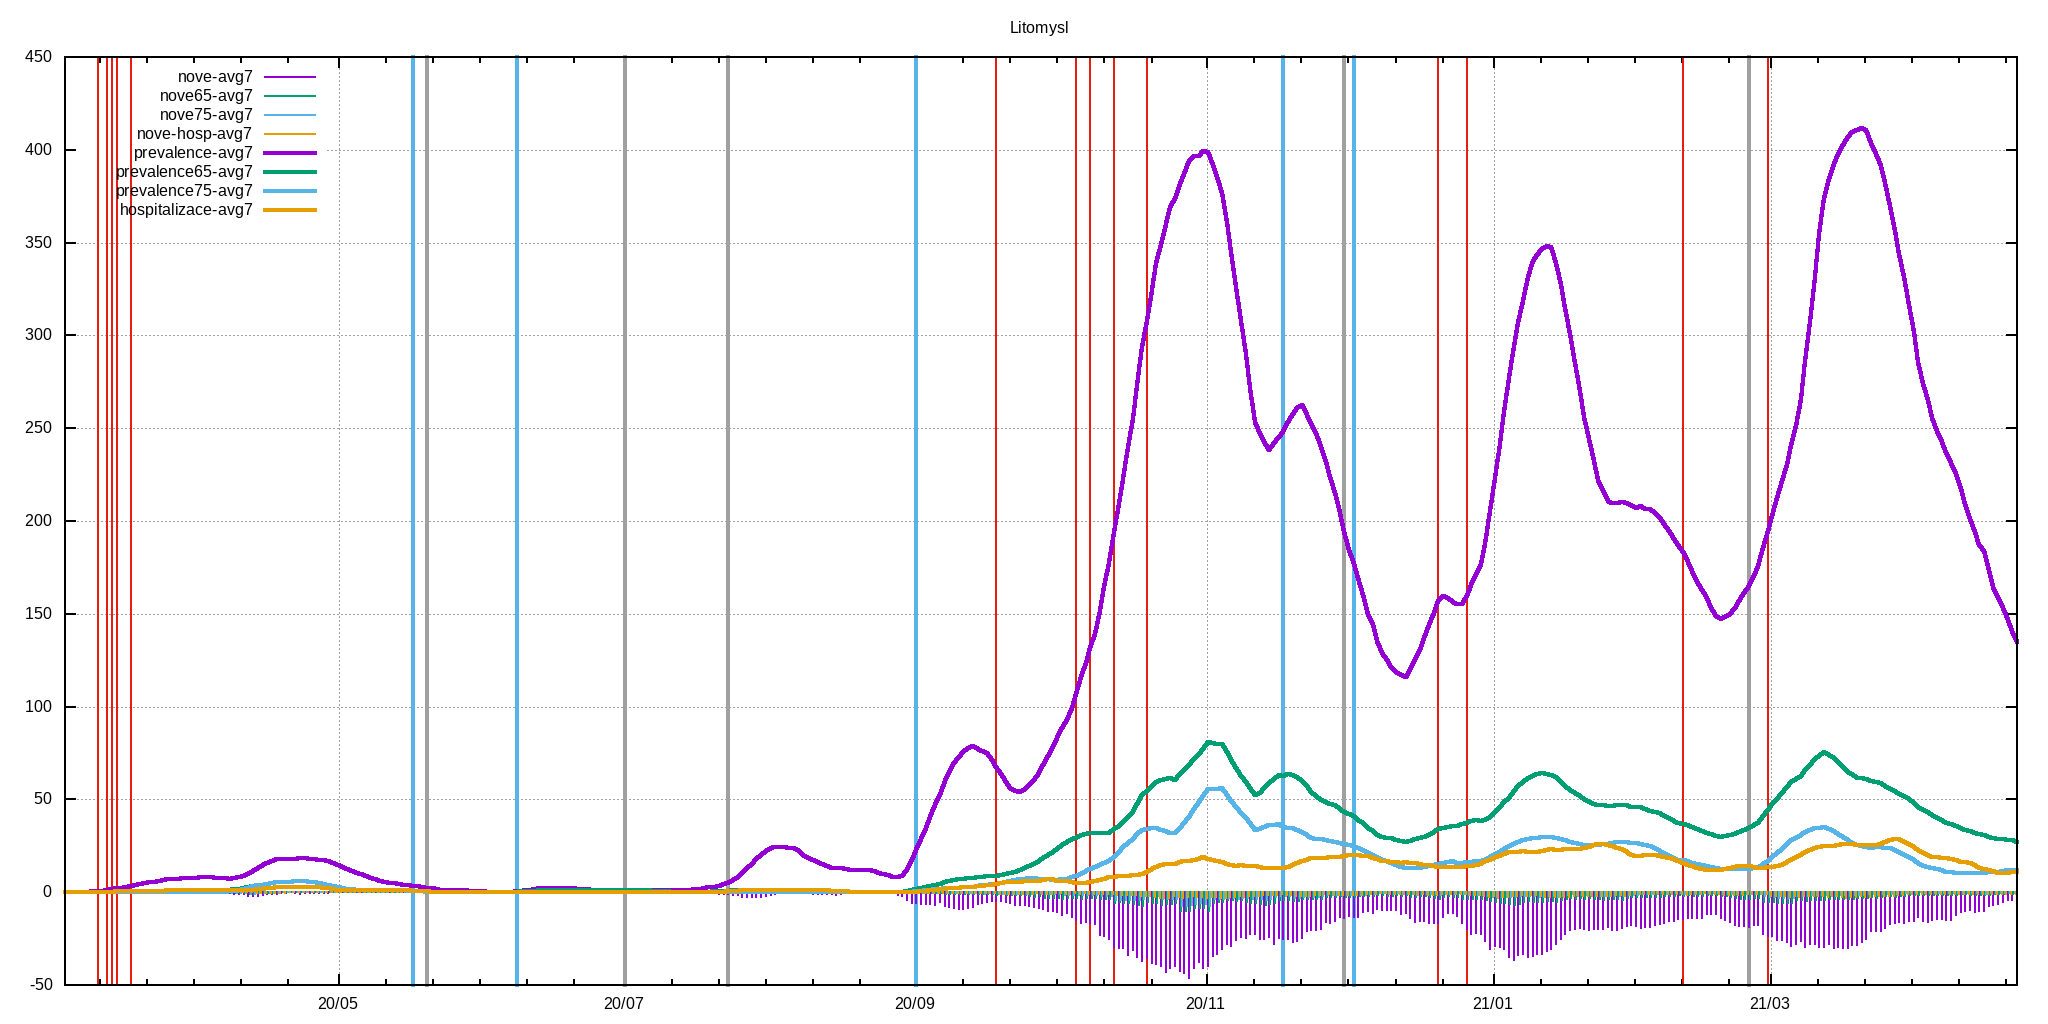 Litomysl
450
400
350
300
250
200
150
100
50
0
-50
nove-avg7
nove65-avg7
nove75-avg7
nove-hosp-avg7
prevalence-avg7
prevalence65-avg7
prevalence75-avg7
hospitalizace-avg7
20/05 20/07 20/09 20/11 21/01 21/03